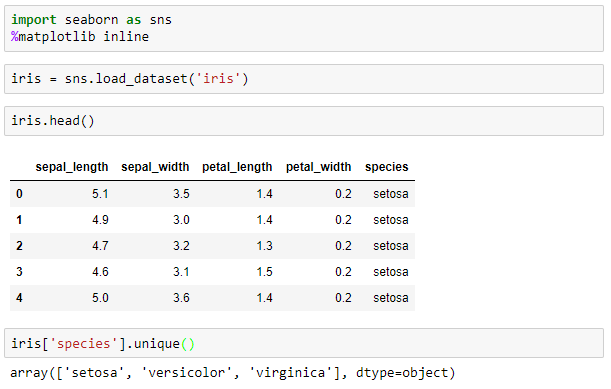 import seaborn as sns
%matplotlib inline
iris = sns.load_dataset('iris')
iris.head()
sepal_length sepal_width petal_length petal_width species
0 5.1 3.5 1.4 0.2 setosa
1 4.9 3.0 1.4 0.2 setosa
2 4.7 3.2 1.3 0.2 setosa
3 4.6 3.1 1.5 0.2 setosa
4 5.0 3.6 1.4 0.2 setosa
iris['species'].unique()
array(['setosa', 'versicolor', 'virginica'], dtype=object)